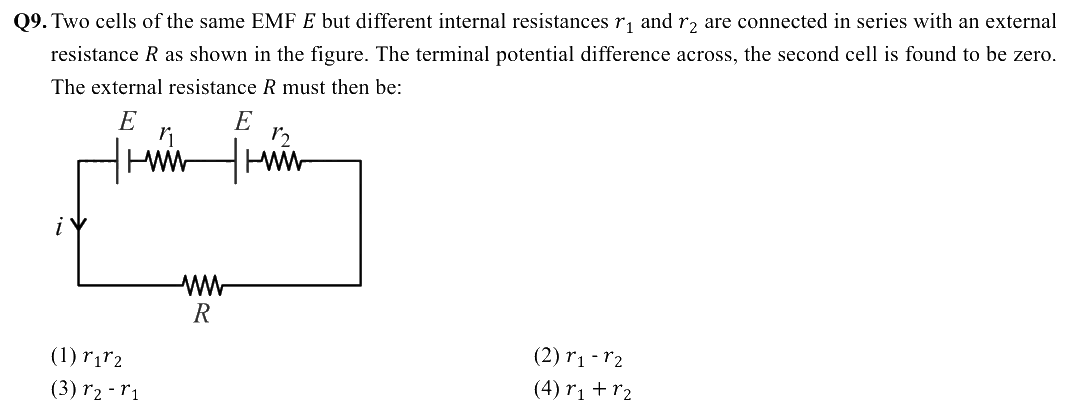 Q9. Two cells of the same EMF E but different internal resistances r₁ and r₂ are connected in series with an external
resistance R as shown in the figure. The terminal potential difference across, the second cell is found to be zero.
The external resistance R must then be:
E E
r₁ r₂
i
R
(1) r₁r₂ (2) r₁ - r₂
(3) r₂ - r₁ (4) r₁ + r₂